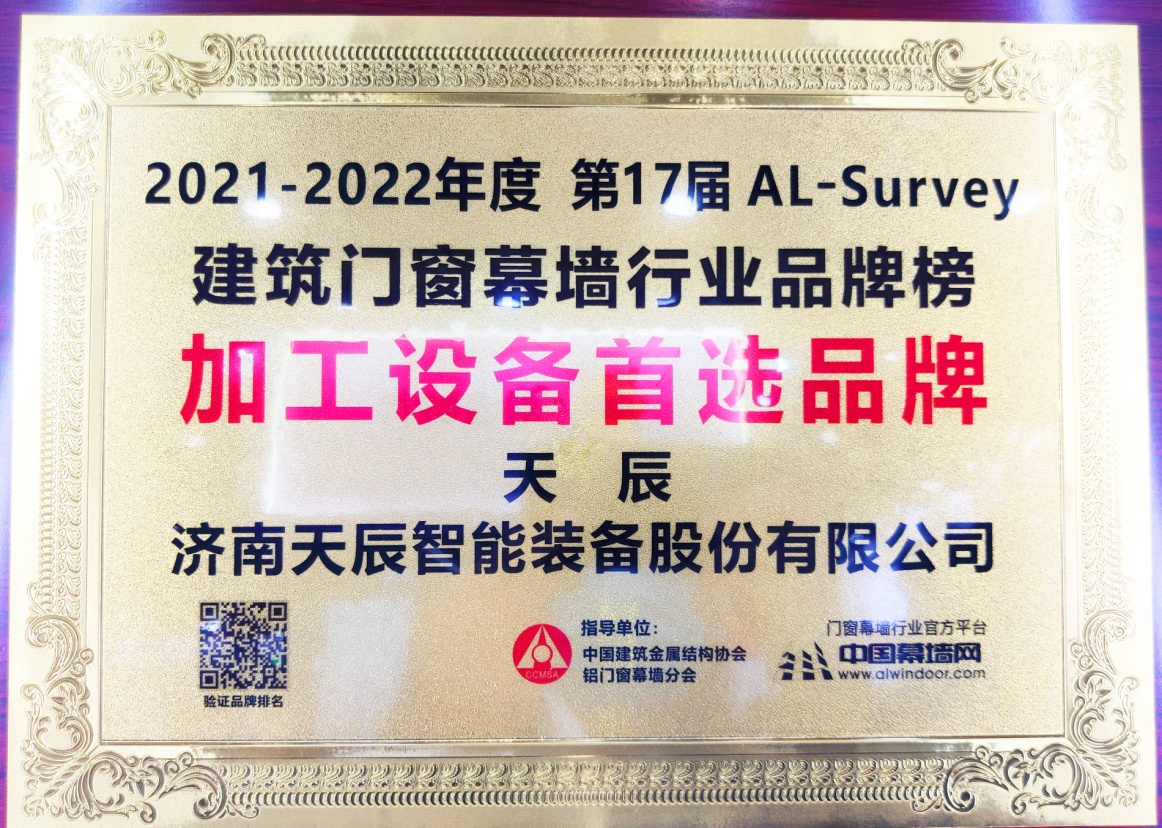 2021-2022年度 第17届 AL-Survey
建筑门窗幕墙行业品牌榜
加工设备首选品牌
天 辰
济南天辰智能装备股份有限公司
验证品牌排名
CCMSA
指导单位：
中国建筑金属结构协会
铝门窗幕墙分会
门窗幕墙行业官方平台
中国幕墙网
www.alwindoor.com